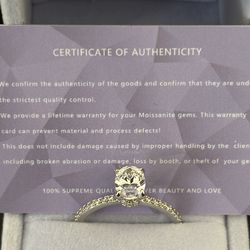 CERTIFICATE OF AUTHENTICITY
We confirm the authenticity of the goods and confirm that they are und
the strictest quality control.
We provide a lifetime warranty for your Moissanite gems. This warranty
card can prevent material and process defects!
This does not include damage caused by improper handling by the clien
including broken abrasion or damage, loss by booth, or theft of your ge
100% SUPREME QUAL VER BEAUTY AND LOVE